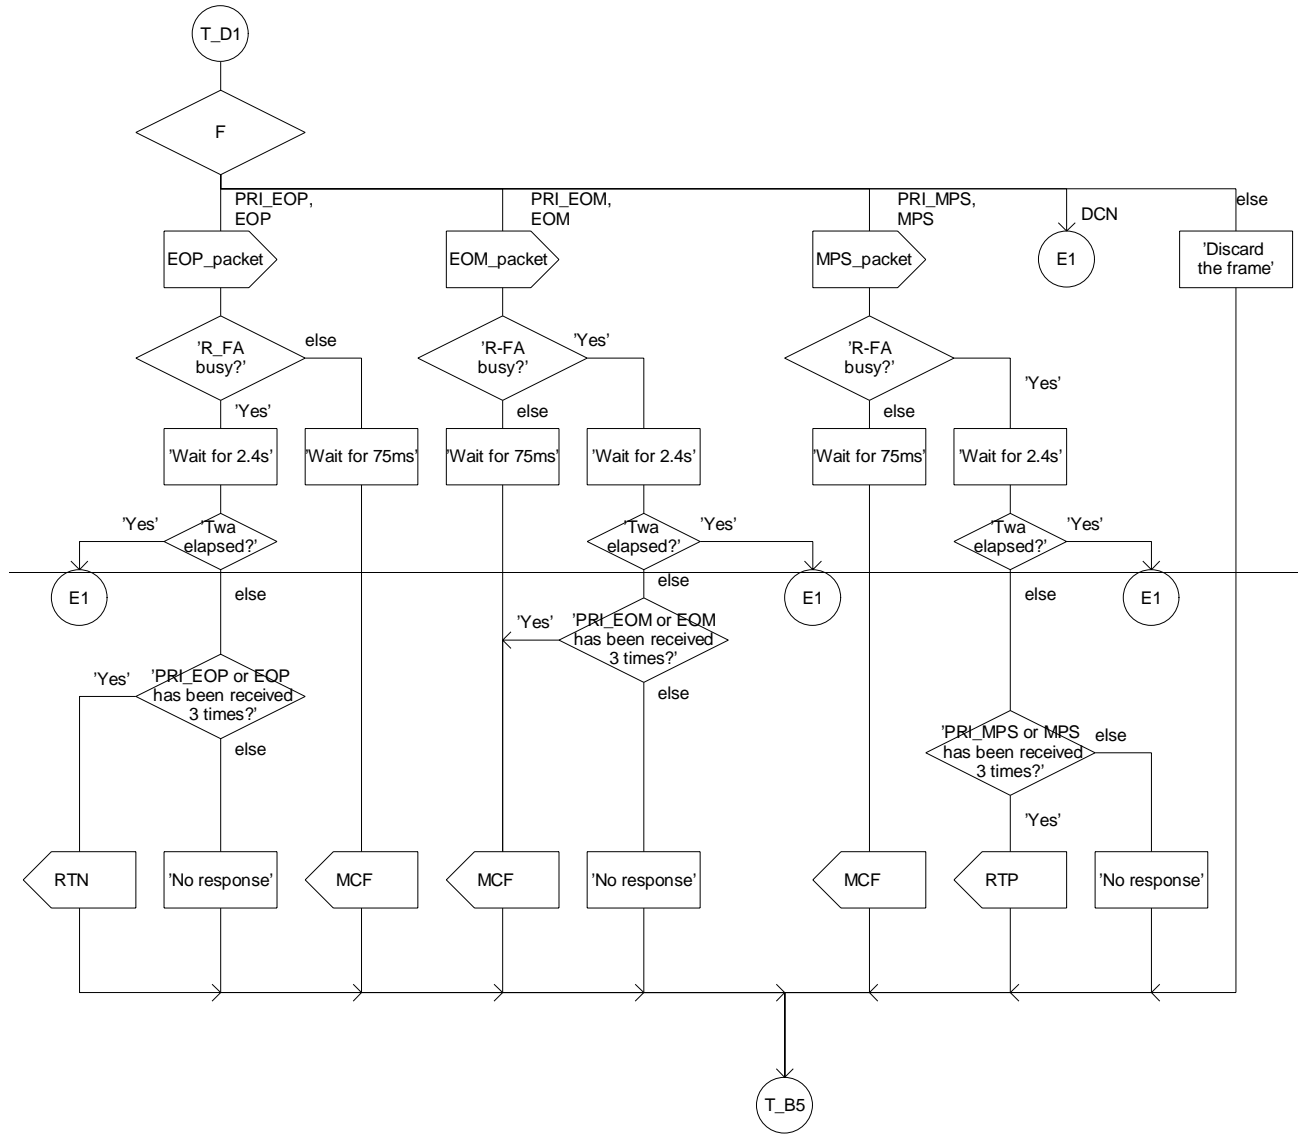 T_D1
F
PRI_EOP,
EOP
PRI_EOM,
EOM
PRI_MPS,
MPS
DCN
else
EOP_packet
EOM_packet
MPS_packet
E1
'Discard
the frame'
'R_FA
busy?'
else
'R-FA
busy?'
'Yes'
'R-FA
busy?'
'Yes'
'Yes'
else
else
'Wait for 2.4s'
'Wait for 75ms'
'Wait for 75ms'
'Wait for 2.4s'
'Wait for 75ms'
'Wait for 2.4s'
'Yes'
'Twa
elapsed?'
'Twa
elapsed?'
'Yes'
'Twa
elapsed?'
'Yes'
E1
else
else
E1
else
E1
'Yes'
'PRI_EOM or EOM
has been received
3 times?'
'Yes'
'PRI_EOP or EOP
has been received
3 times?'
else
else
'PRI_MPS or MPS
has been received
3 times?'
else
'Yes'
RTN
'No response'
MCF
MCF
'No response'
MCF
RTP
'No response'
T_B5